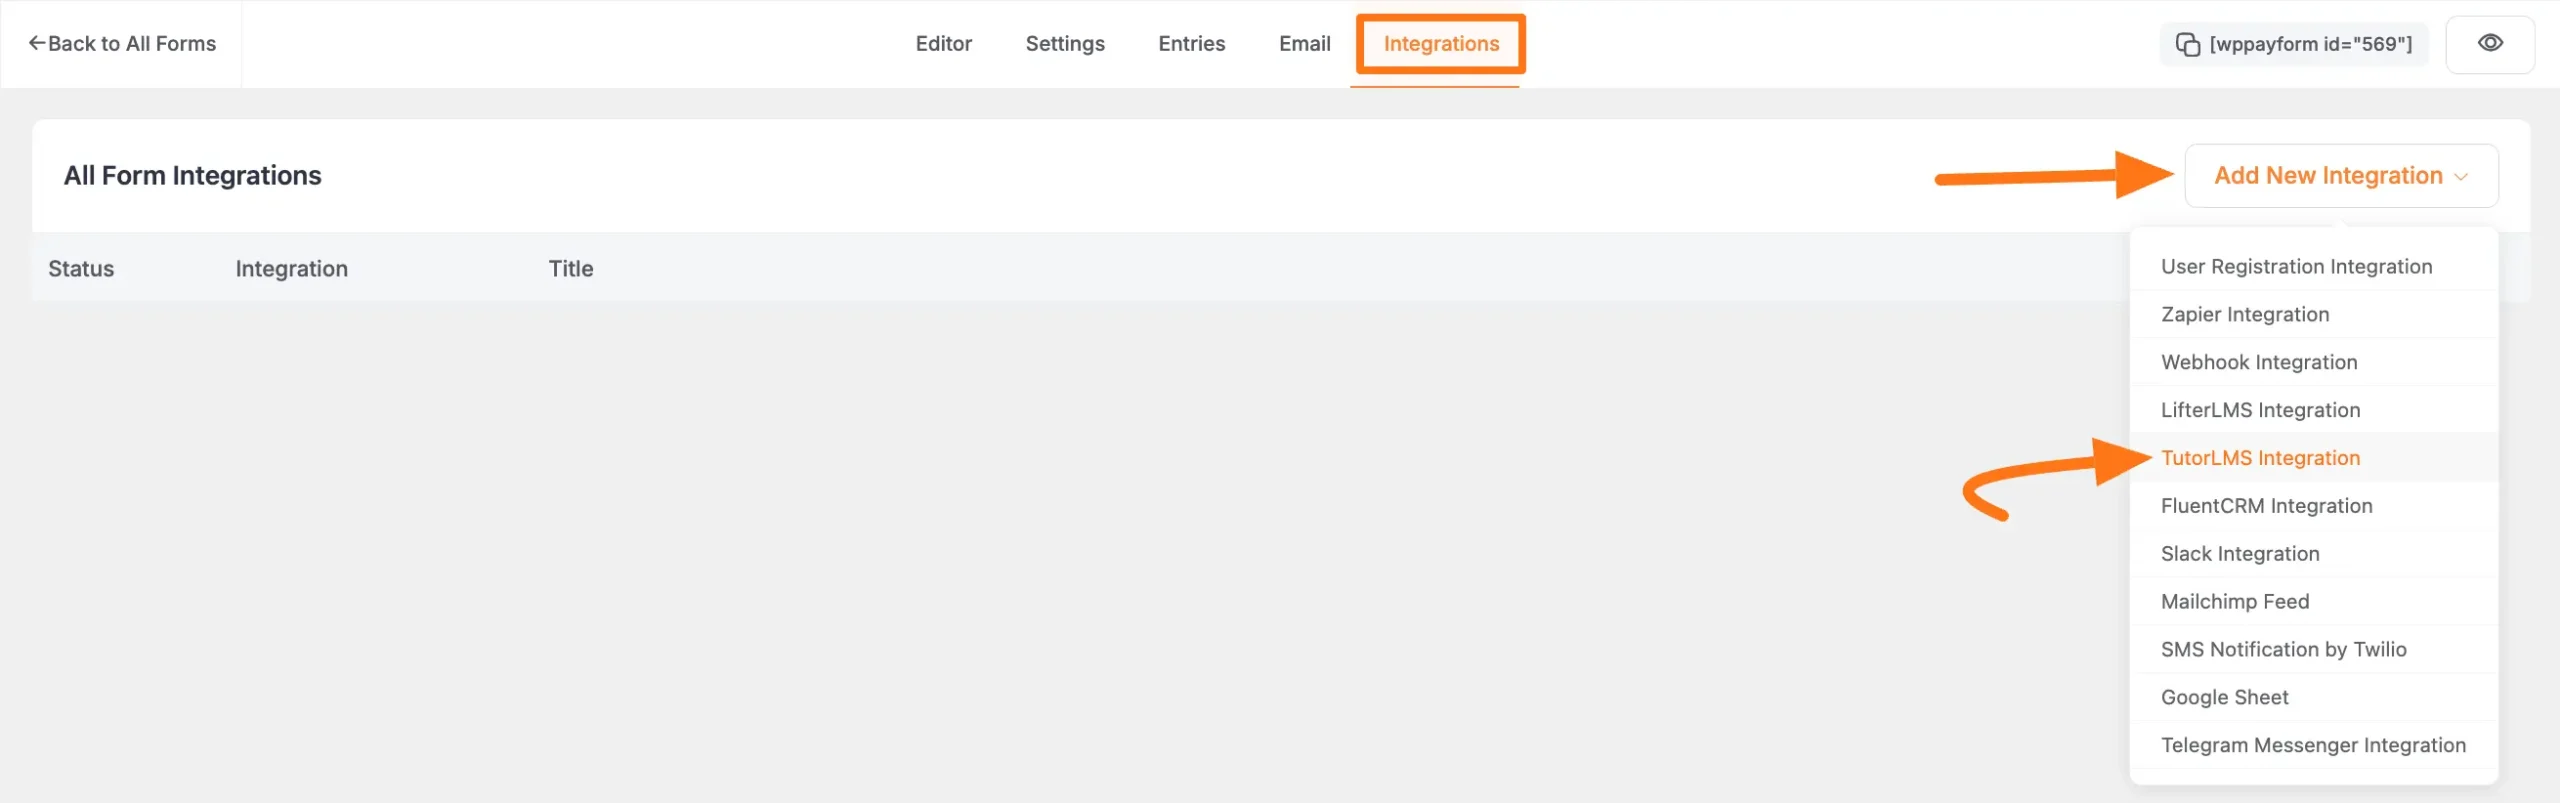 ←Back to All Forms
Editor Settings Entries Email Integrations
[wppayform id="569"]
All Form Integrations
Add New Integration
Status Integration Title
User Registration Integration
Zapier Integration
Webhook Integration
LifterLMS Integration
TutorLMS Integration
FluentCRM Integration
Slack Integration
Mailchimp Feed
SMS Notification by Twilio
Google Sheet
Telegram Messenger Integration